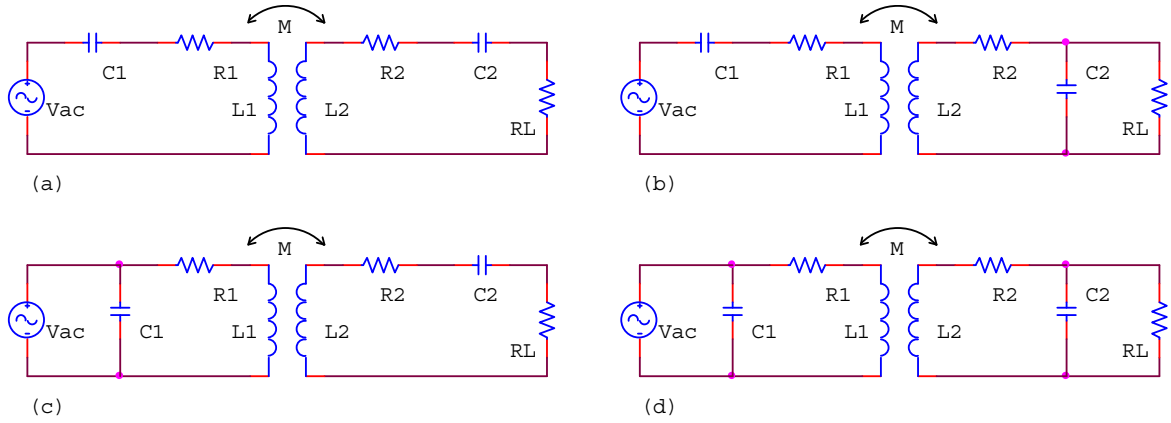 M
M
C1 R1 R2 C2
C1 R1 R2 C2
Vac L1 L2 RL
Vac L1 L2 RL
(a)
(b)
M
M
R1 R2 C2
R1 R2 C2
Vac C1 L1 L2 RL
Vac C1 L1 L2 RL
(c)
(d)